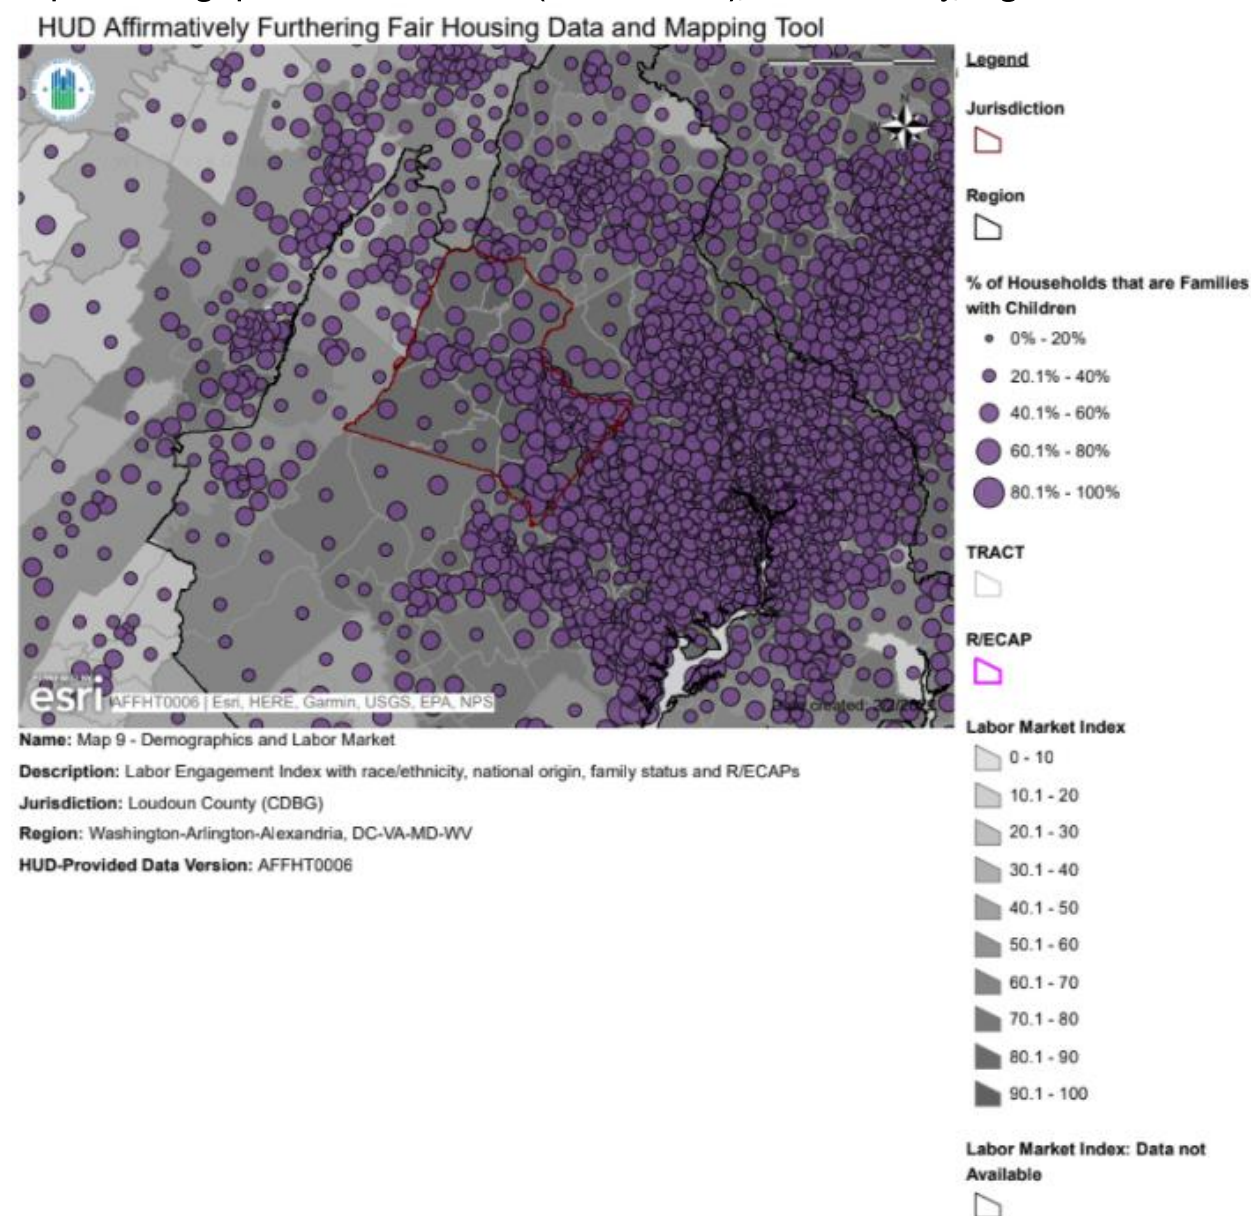 HUD Affirmatively Furthering Fair Housing Data and Mapping Tool
Legend
Jurisdiction
Region
% of Households that are Families
with Children
0% - 20%
20.1% - 40%
40.1% - 60%
60.1% - 80%
80.1% - 100%
TRACT
R/ECAP
Labor Market Index
0 - 10
10.1 - 20
20.1 - 30
30.1 - 40
40.1 - 50
50.1 - 60
60.1 - 70
70.1 - 80
80.1 - 90
90.1 - 100
Labor Market Index: Data not
Available
esri
AFFHT0006 | Esri, HERE, Garmin, USGS, EPA, NPS
created:
Name: Map 9 - Demographics and Labor Market
Description: Labor Engagement Index with race/ethnicity, national origin, family status and R/ECAPs
Jurisdiction: Loudoun County (CDBG)
Region: Washington-Arlington-Alexandria, DC-VA-MD-WV
HUD-Provided Data Version: AFFHT0006